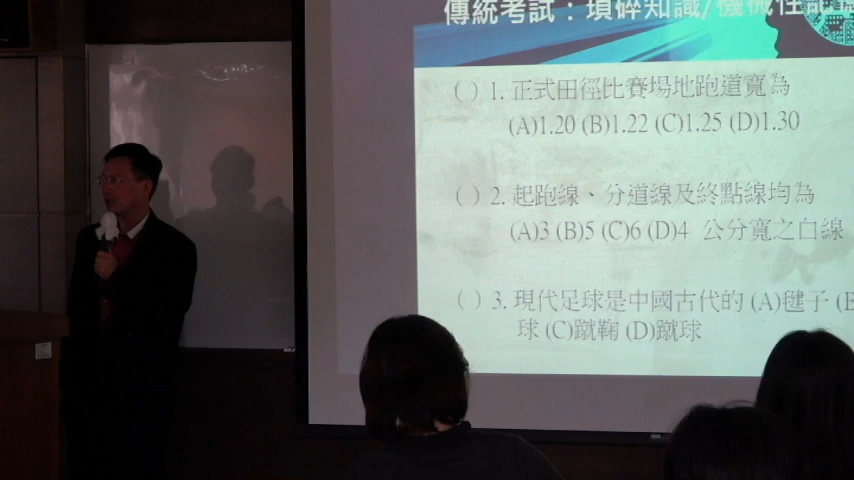 傳統考試：瑣碎知識/機械性記憶
( ) 1. 正式田徑比賽場地跑道寬為
(A)1.20 (B)1.22 (C)1.25 (D)1.30
( ) 2. 起跑線、分道線及終點線均為
(A)3 (B)5 (C)6 (D)4 公分寬之白線
( ) 3. 現代足球是中國古代的 (A)毽子 (B
球 (C)蹴鞠 (D)蹴球